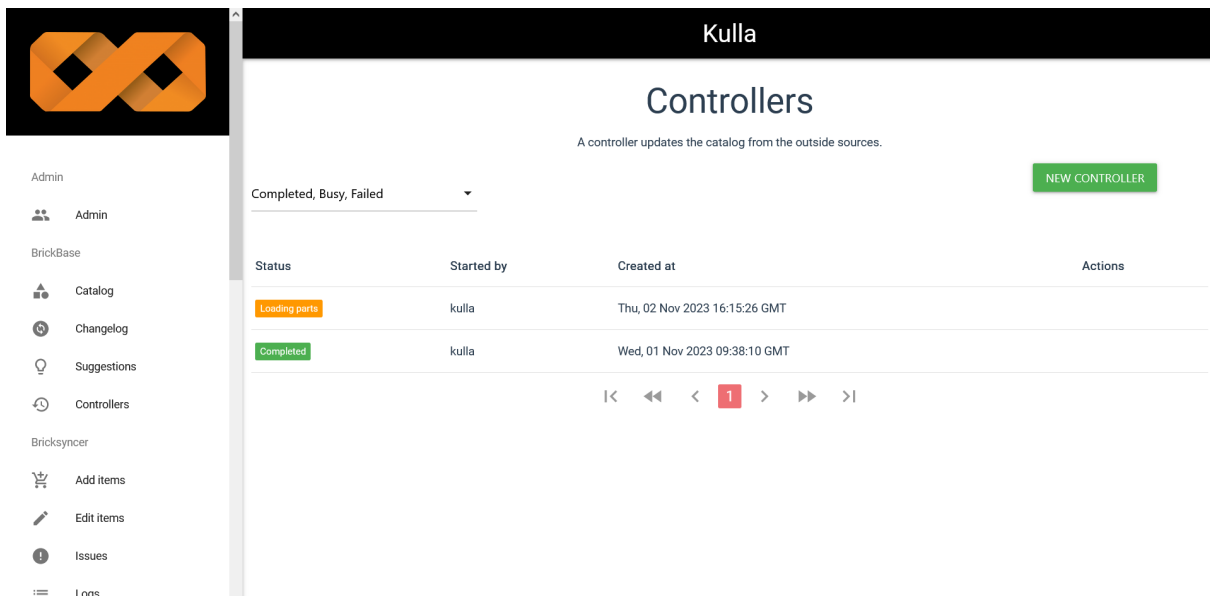 Kulla
Admin
Admin
BrickBase
Catalog
Changelog
Suggestions
Controllers
Bricksyncer
Add items
Edit items
Issues
Logs
Controllers
A controller updates the catalog from the outside sources.
Completed, Busy, Failed
NEW CONTROLLER
Status Started by Created at Actions
Loading parts kulla Thu, 02 Nov 2023 16:15:26 GMT
Completed kulla Wed, 01 Nov 2023 09:38:10 GMT
1